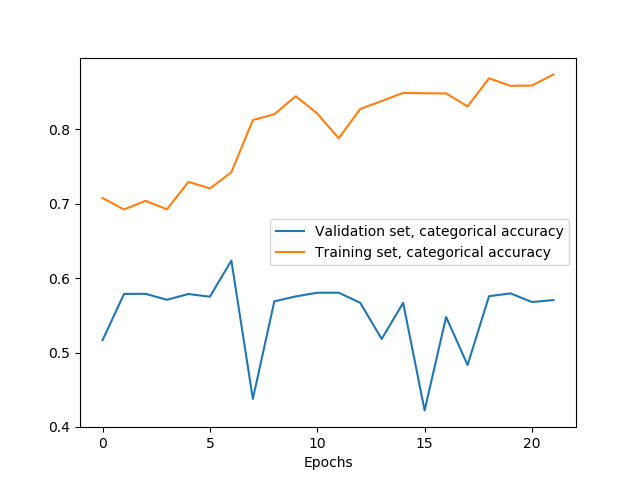 0.8
0.7
0.6
0.5
0.4
Validation set, categorical accuracy
Training set, categorical accuracy
0 5 10 15 20
Epochs